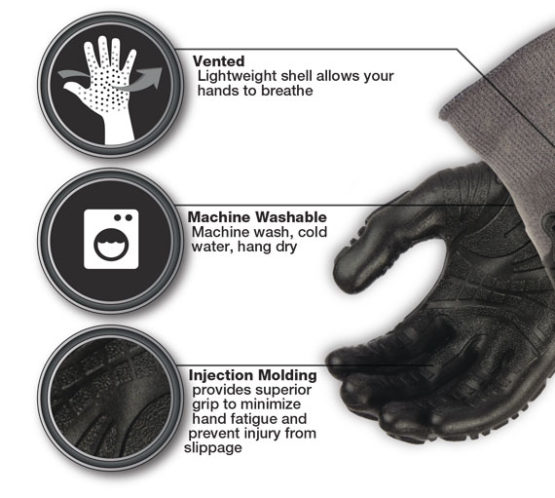 Vented
Lightweight shell allows your
hands to breathe
Machine Washable
Machine wash, cold
water, hang dry
Injection Molding
provides superior
grip to minimize
hand fatigue and
prevent injury from
slippage